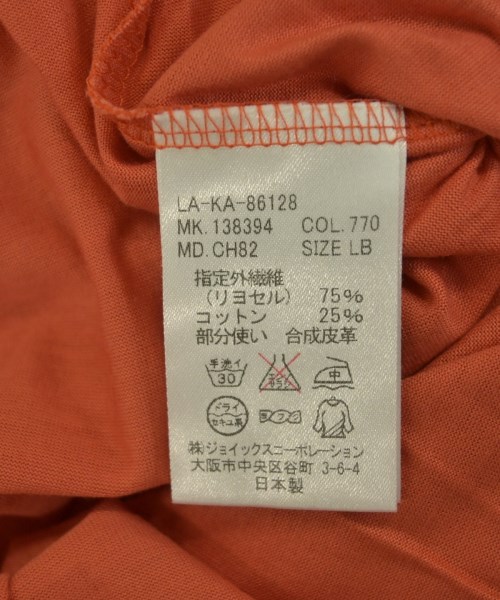 LA-KA-86128
MK.138394 COL.770
MD.CH82 SIZE LB
指定外繊維
（リヨセル） 75%
コットン 25%
部分使い 合成皮革
手洗イ
30
中
ドライ
セキユ系
㈱ジョイックスコーポレーション
大阪市中央区谷町 3-6-4
日本製